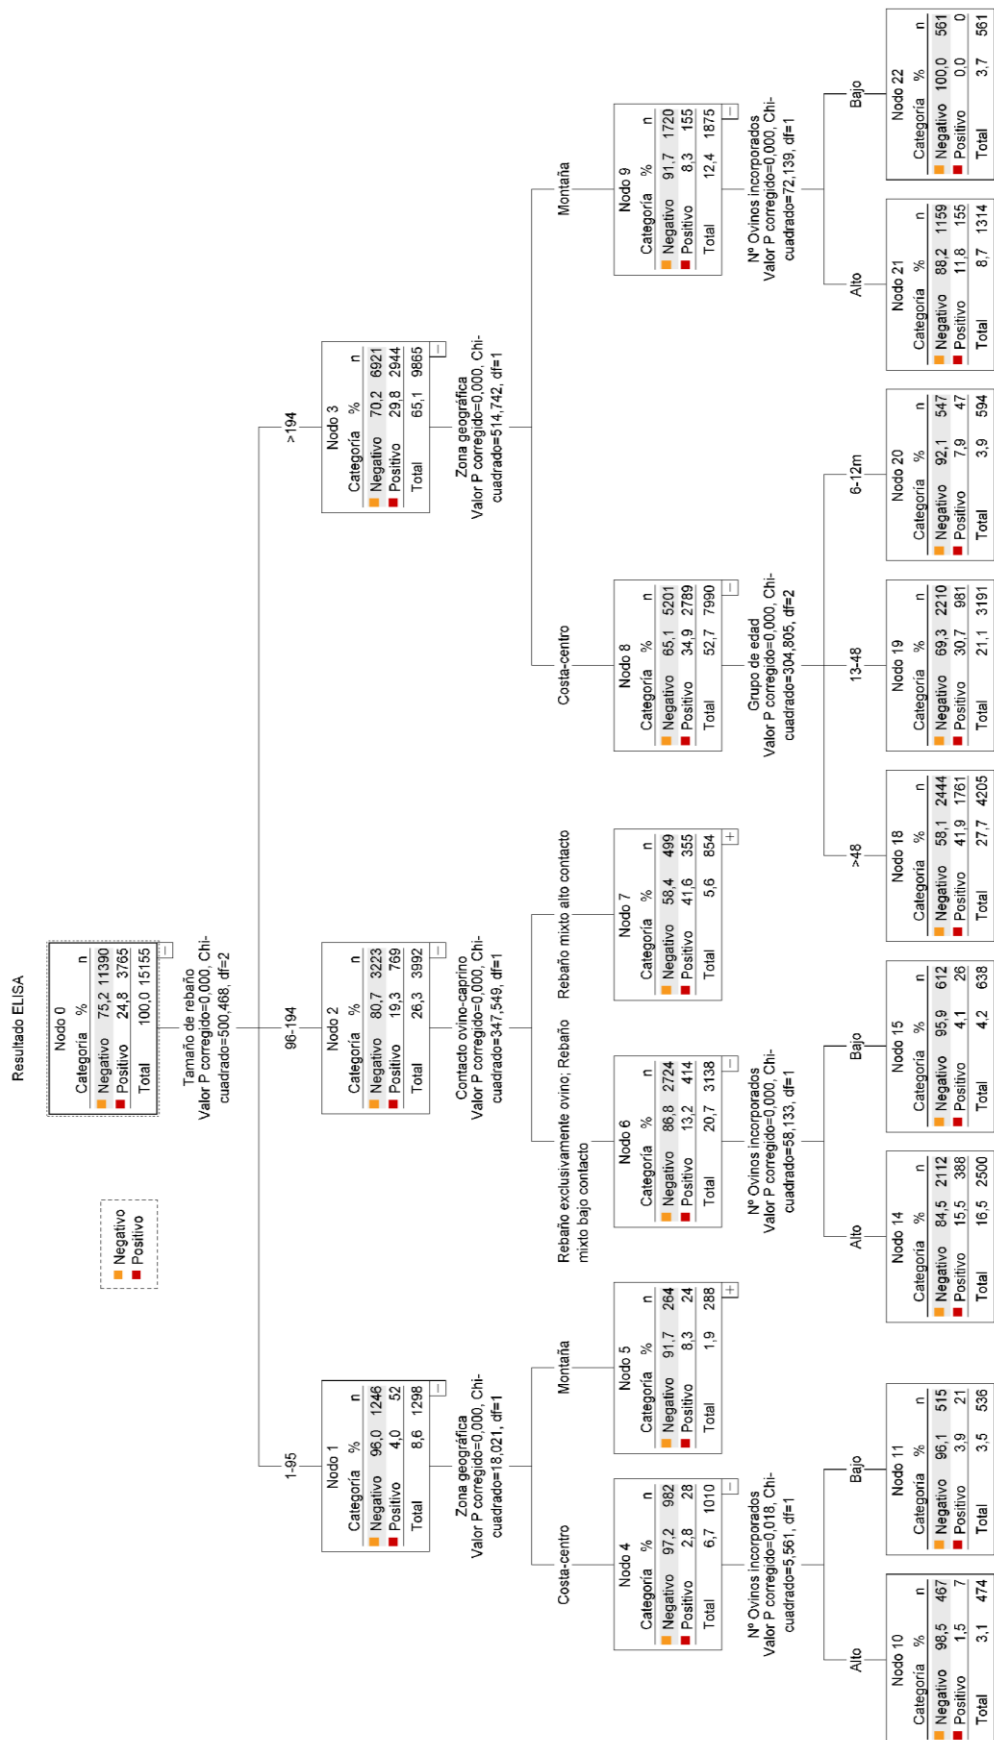 Resultado ELISA
Negativo
Positivo
Nodo 0
Categoría % n
Negativo 75,2 11390
Positivo 24,8 3765
Total 100,0 15155
Tamaño de rebaño
Valor P corregido=0,000, Chi-
cuadrado=500,468, df=2
1-95
96-194
>194
Nodo 1
Categoría % n
Negativo 96,0 1246
Positivo 4,0 52
Total 8,6 1298
Zona geográfica
Valor P corregido=0,000, Chi-
cuadrado=18,021, df=1
Nodo 2
Categoría % n
Negativo 80,7 3223
Positivo 19,3 769
Total 26,3 3992
Contacto ovino-caprino
Valor P corregido=0,000, Chi-
cuadrado=347,549, df=1
Nodo 3
Categoría % n
Negativo 70,2 6921
Positivo 29,8 2944
Total 65,1 9865
Zona geográfica
Valor P corregido=0,000, Chi-
cuadrado=514,742, df=1
Costa-centro
Montaña
Rebaño exclusivamente ovino; Rebaño
mixto bajo contacto
Rebaño mixto alto contacto
Costa-centro
Montaña
Nodo 4
Categoría % n
Negativo 97,2 982
Positivo 2,8 28
Total 6,7 1010
Nº Ovinos incorporados
Valor P corregido=0,018, Chi-
cuadrado=5,561, df=1
Nodo 5
Categoría % n
Negativo 91,7 264
Positivo 8,3 24
Total 1,9 288
Nodo 6
Categoría % n
Negativo 86,8 2724
Positivo 13,2 414
Total 20,7 3138
Nº Ovinos incorporados
Valor P corregido=0,000, Chi-
cuadrado=58,133, df=1
Nodo 7
Categoría % n
Negativo 58,4 499
Positivo 41,6 355
Total 5,6 854
Nodo 8
Categoría % n
Negativo 65,1 5201
Positivo 34,9 2789
Total 52,7 7990
Grupo de edad
Valor P corregido=0,000, Chi-
cuadrado=304,805, df=2
Nodo 9
Categoría % n
Negativo 91,7 1720
Positivo 8,3 155
Total 12,4 1875
Nº Ovinos incorporados
Valor P corregido=0,000, Chi-
cuadrado=72,139, df=1
Alto
Bajo
Alto
Bajo
>48
13-48
6-12m
Alto
Bajo
Nodo 10
Categoría % n
Negativo 98,5 467
Positivo 1,5 7
Total 3,1 474
Nodo 11
Categoría % n
Negativo 96,1 515
Positivo 3,9 21
Total 3,5 536
Nodo 14
Categoría % n
Negativo 84,5 2112
Positivo 15,5 388
Total 16,5 2500
Nodo 15
Categoría % n
Negativo 95,9 612
Positivo 4,1 26
Total 4,2 638
Nodo 18
Categoría % n
Negativo 58,1 2444
Positivo 41,9 1761
Total 27,7 4205
Nodo 19
Categoría % n
Negativo 69,3 2210
Positivo 30,7 981
Total 21,1 3191
Nodo 20
Categoría % n
Negativo 92,1 547
Positivo 7,9 47
Total 3,9 594
Nodo 21
Categoría % n
Negativo 88,2 1159
Positivo 11,8 155
Total 8,7 1314
Nodo 22
Categoría % n
Negativo 100,0 561
Positivo 0,0 0
Total 3,7 561